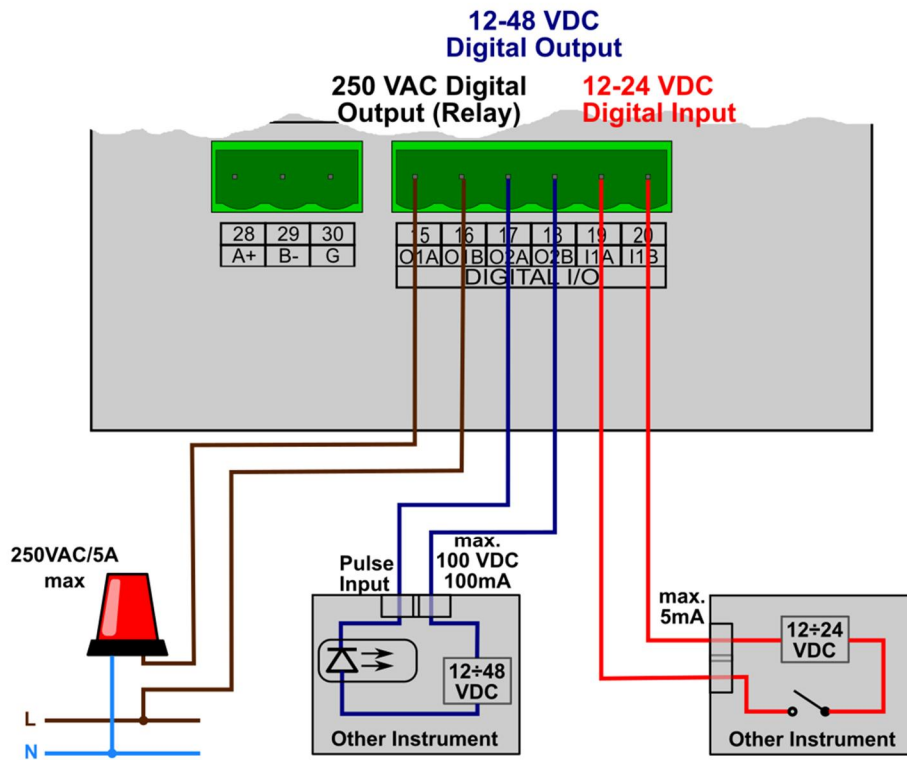 12-48 VDC
Digital Output
250 VAC Digital
Output (Relay)
12-24 VDC
Digital Input
28 29 30
A+ B- G
15 16 17 18 19 20
O1A O1B O2A O2B I1A I1B
DIGITAL I/O
250VAC/5A
max
L
N
Pulse
Input
max.
100 VDC
100mA
12÷48
VDC
Other Instrument
max.
5mA
12÷24
VDC
Other Instrument